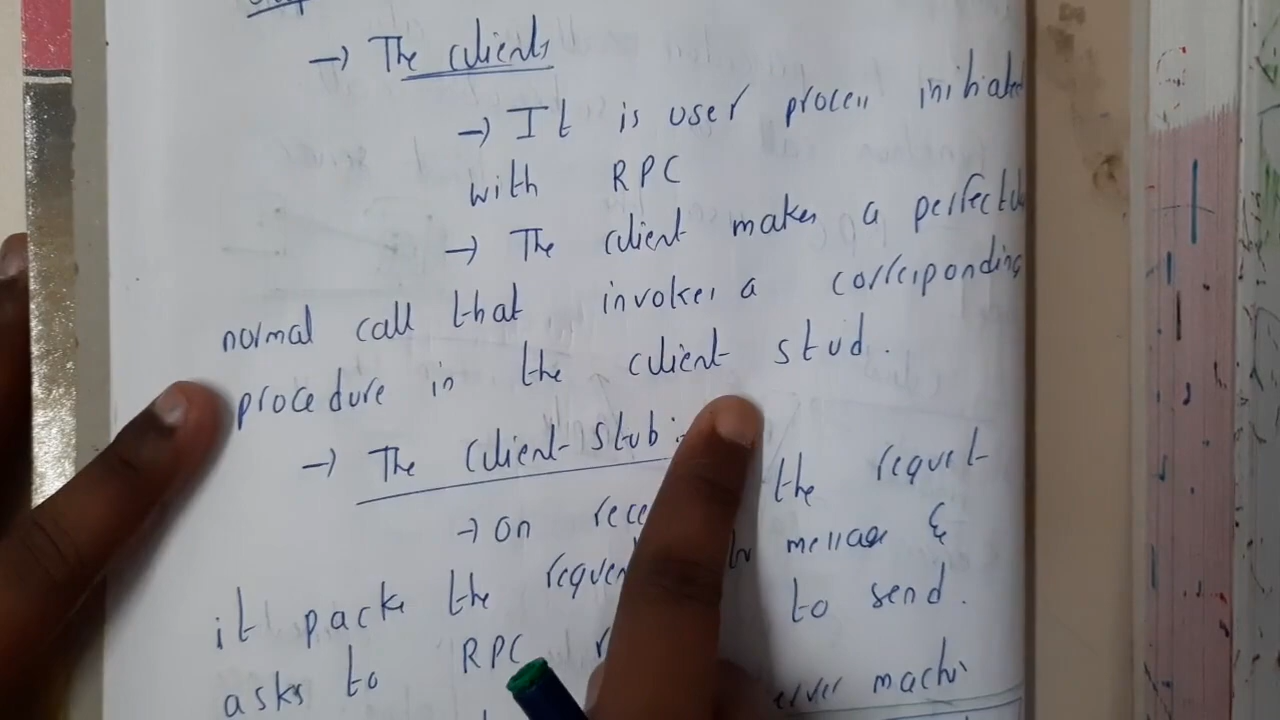 → The clients
→ It is user process initiated
with RPC
→ The client makes a perfectly
normal call that invokes a corresponding
procedure in the client stud.
→ The client stub :-
→ on the request
it packs the message &
asks to RPC to send.
machi